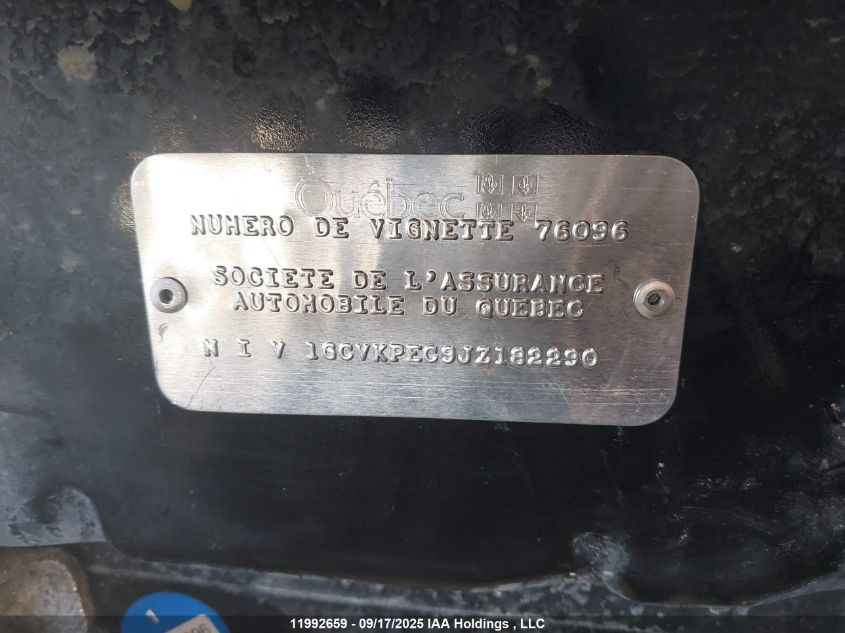 Québec
NUMERO DE VIGNETTE 76096
SOCIETE DE L'ASSURANCE
AUTOMOBILE DU QUEBEC
N I V 1GCVKPEC9JZ182290
11992659 - 09/17/2025 IAA Holdings , LLC